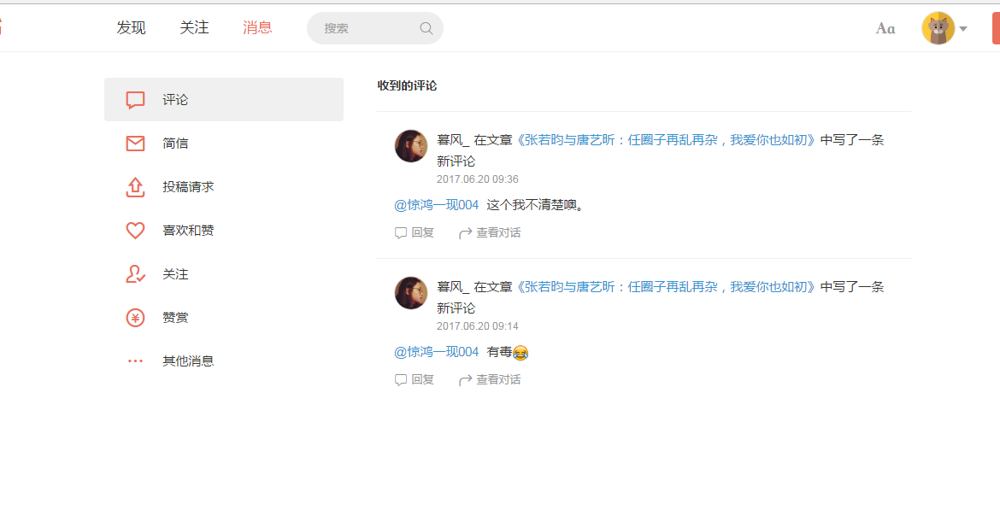 发现 关注 消息 搜索 Aa
评论
简信
投稿请求
喜欢和赞
关注
赞赏
其他消息
收到的评论
暮风_ 在文章《张若昀与唐艺昕：任圈子再乱再杂，我爱你也如初》中写了一条
新评论
2017.06.20 09:36
@惊鸿一现004 这个我不清楚噢。
回复 查看对话
暮风_ 在文章《张若昀与唐艺昕：任圈子再乱再杂，我爱你也如初》中写了一条
新评论
2017.06.20 09:14
@惊鸿一现004 有毒😂
回复 查看对话